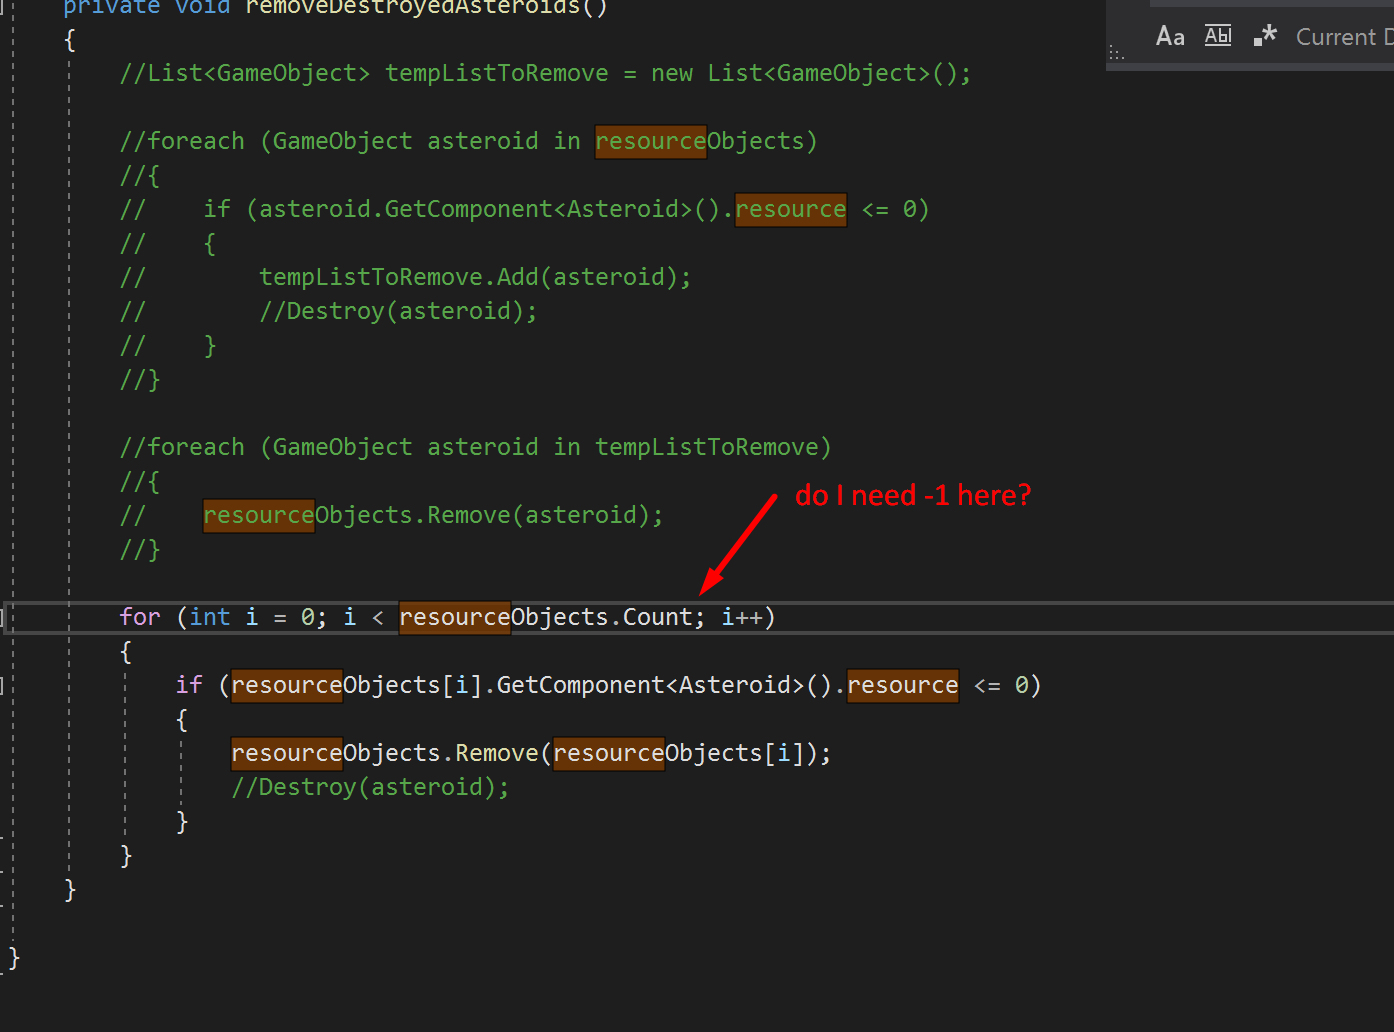 private void removeDestroyedAsteroids()
Aa Abl .* Current D
{
//List<GameObject> tempListToRemove = new List<GameObject>();
//foreach (GameObject asteroid in resourceObjects)
//{
//    if (asteroid.GetComponent<Asteroid>().resource <= 0)
//    {
//        tempListToRemove.Add(asteroid);
//        //Destroy(asteroid);
//    }
//}
//foreach (GameObject asteroid in tempListToRemove)
//{
do I need -1 here?
//    resourceObjects.Remove(asteroid);
//}
for (int i = 0; i < resourceObjects.Count; i++)
{
if (resourceObjects[i].GetComponent<Asteroid>().resource <= 0)
{
resourceObjects.Remove(resourceObjects[i]);
//Destroy(asteroid);
}
}
}
}